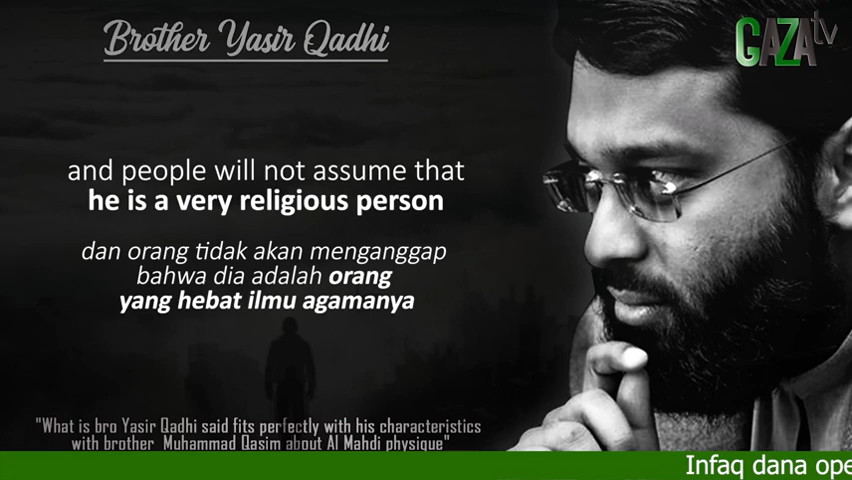 Brother Yasir Qadhi
GAZAtv
and people will not assume that
he is a very religious person
dan orang tidak akan menganggap
bahwa dia adalah orang
yang hebat ilmu agamanya
"What is bro Yasir Qadhi said fits perfectly with his characteristics
with brother Muhammad Qasim about Al Mahdi physique"
Infaq dana ope